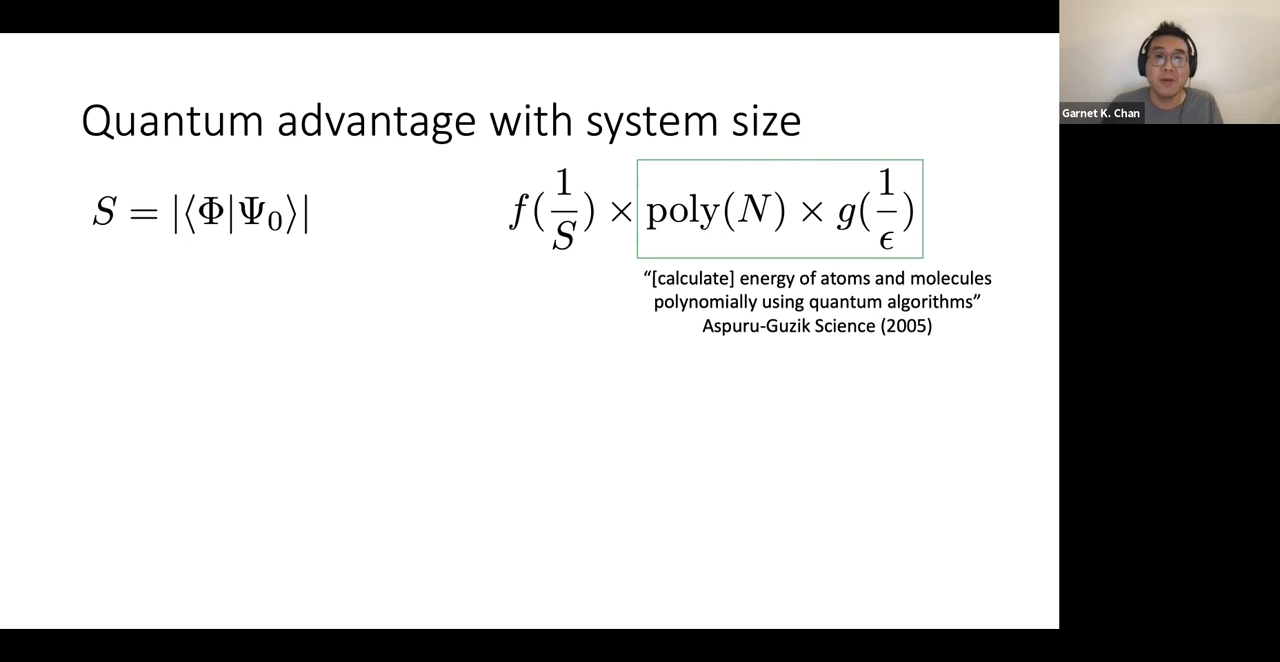 Quantum advantage with system size
S = |⟨Φ|Ψ₀⟩|
f(1/S) × poly(N) × g(1/ϵ)
“[calculate] energy of atoms and molecules
polynomially using quantum algorithms”
Aspuru-Guzik Science (2005)
Garnet K. Chan